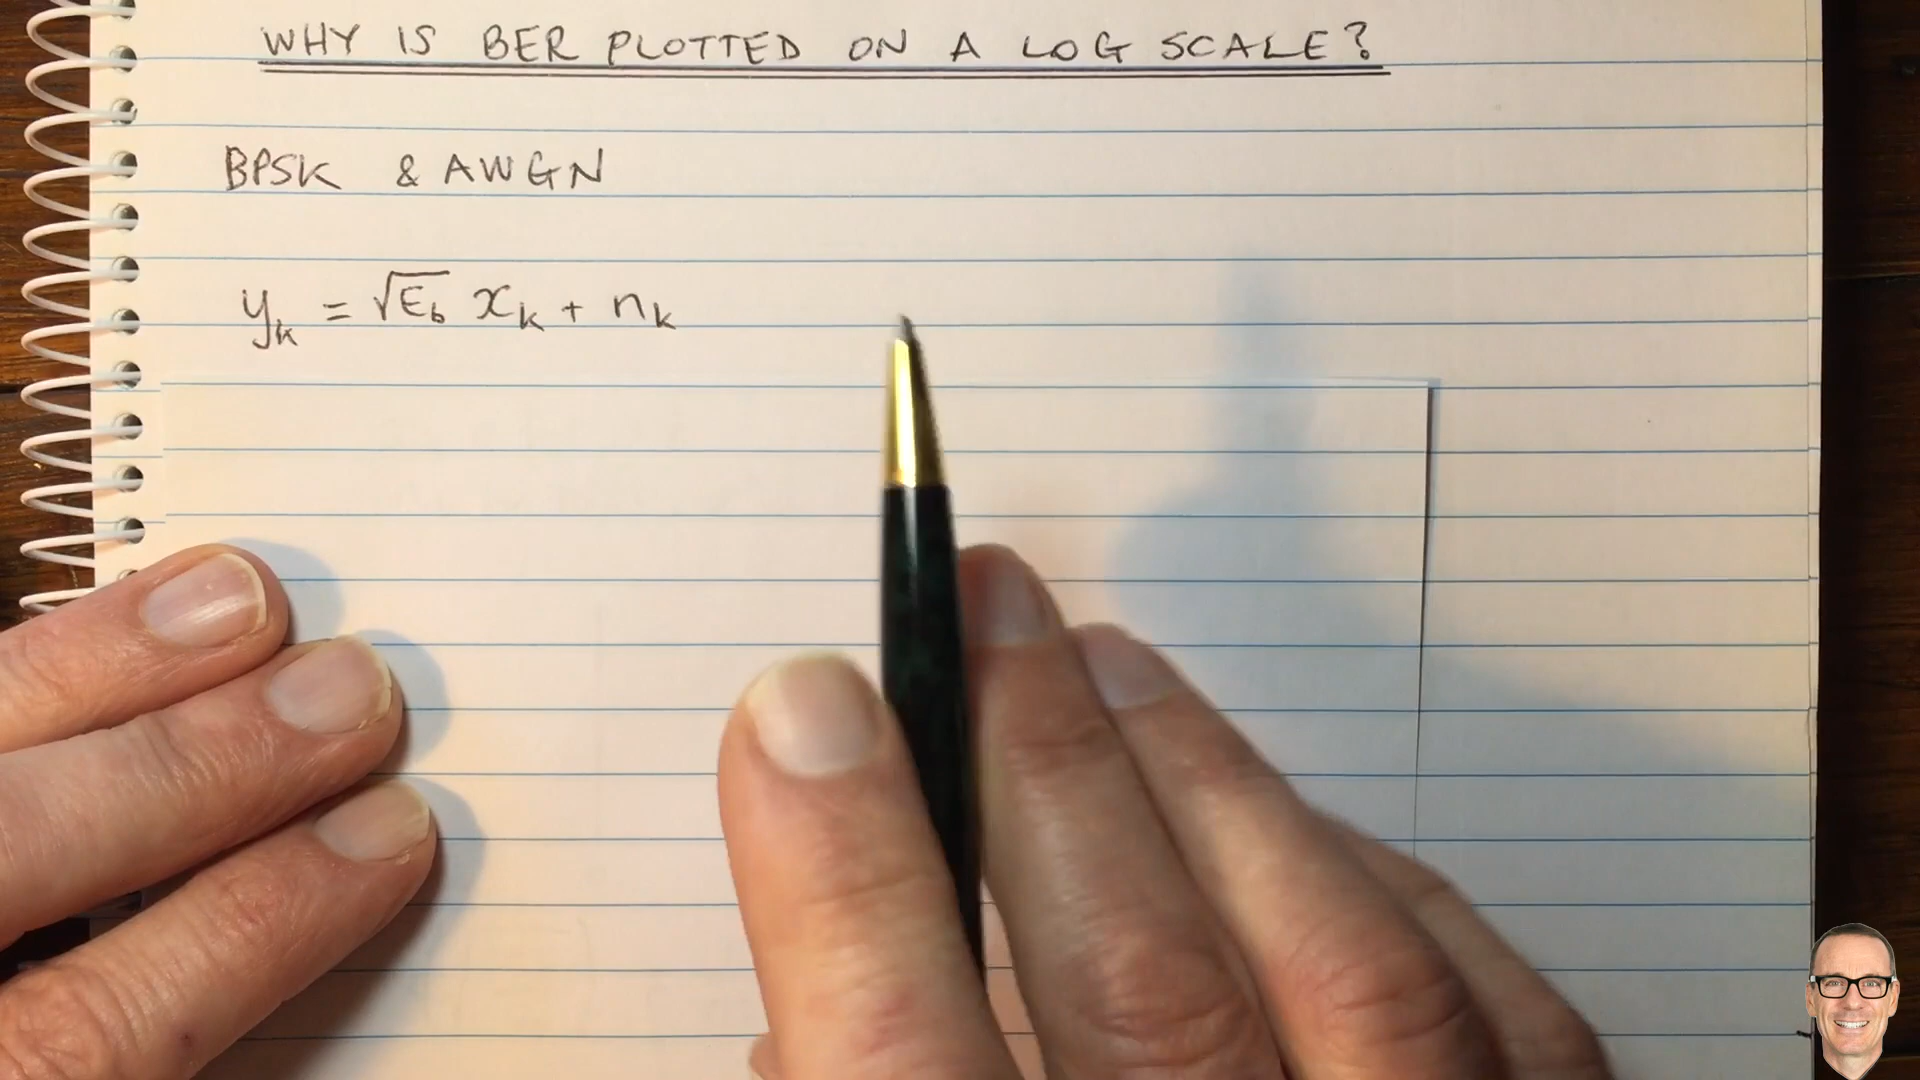 WHY IS BER PLOTTED ON A LOG SCALE?
BPSK & AWGN
y_k = √E_b x_k + n_k